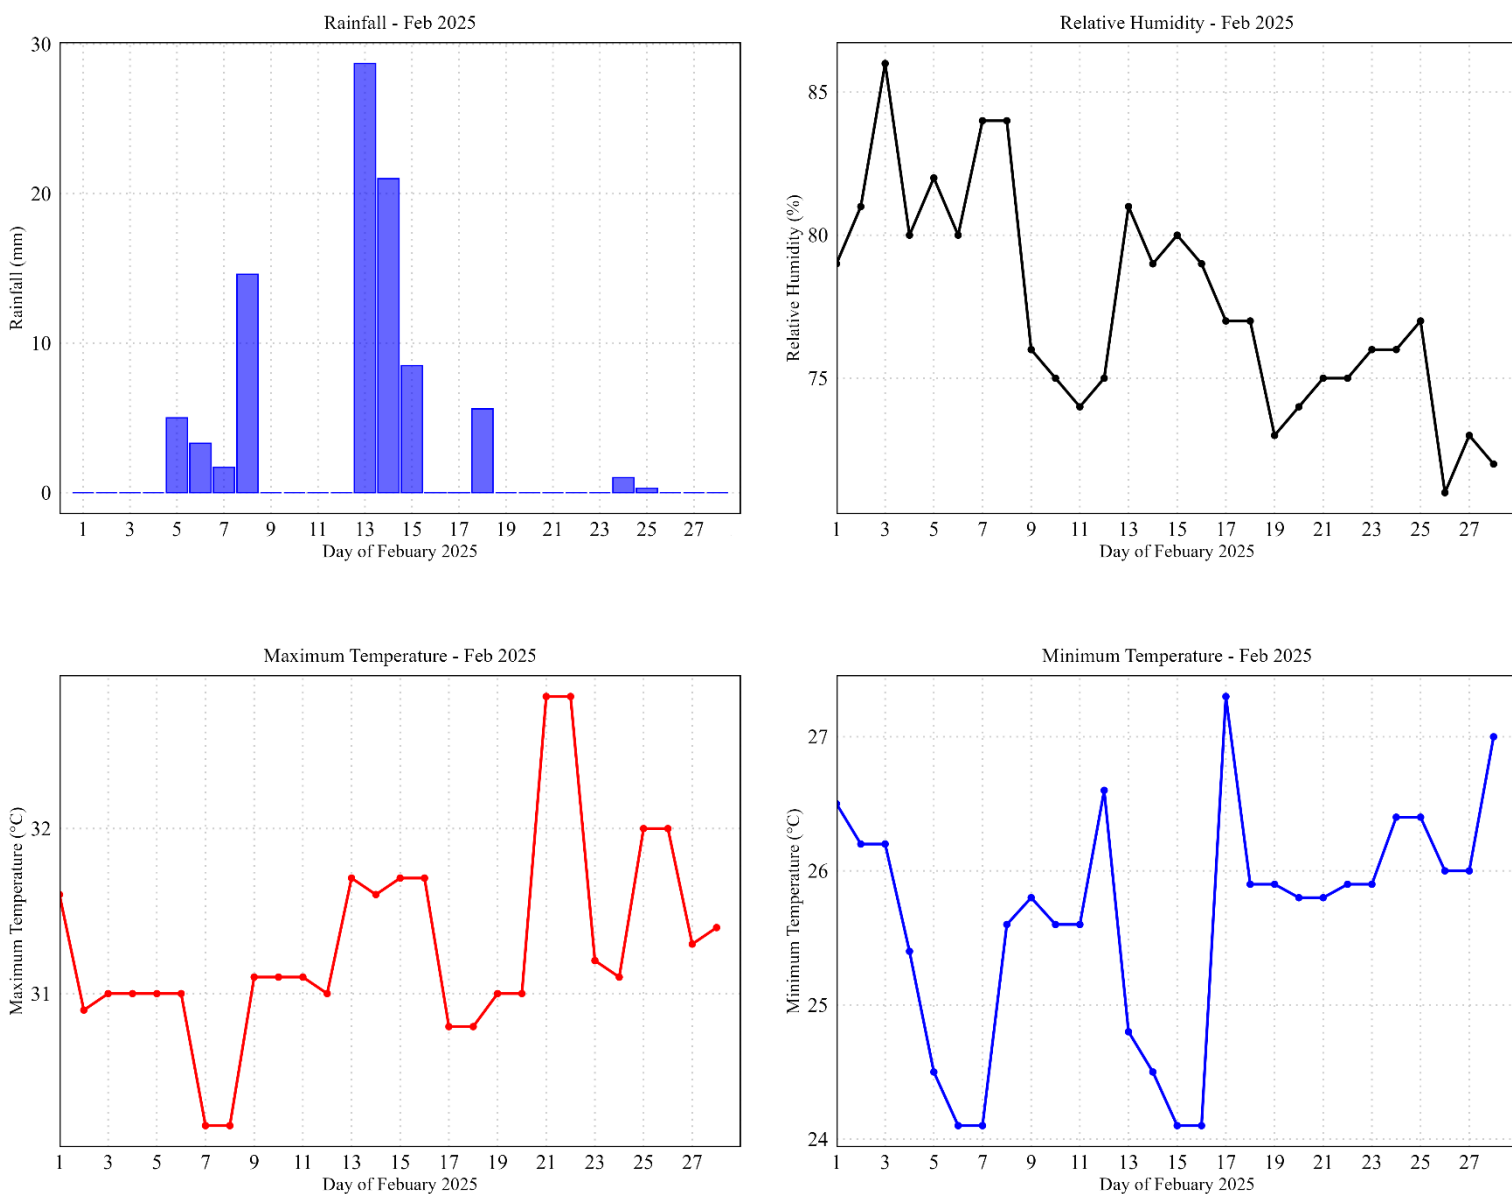 Rainfall - Feb 2025
30
20
10
0
Rainfall (mm)
1 3 5 7 9 11 13 15 17 19 21 23 25 27
Day of Febuary 2025
Relative Humidity - Feb 2025
85
80
75
Relative Humidity (%)
1 3 5 7 9 11 13 15 17 19 21 23 25 27
Day of Febuary 2025
Maximum Temperature - Feb 2025
32
31
Maximum Temperature (°C)
1 3 5 7 9 11 13 15 17 19 21 23 25 27
Day of Febuary 2025
Minimum Temperature - Feb 2025
27
26
25
24
Minimum Temperature (°C)
1 3 5 7 9 11 13 15 17 19 21 23 25 27
Day of Febuary 2025